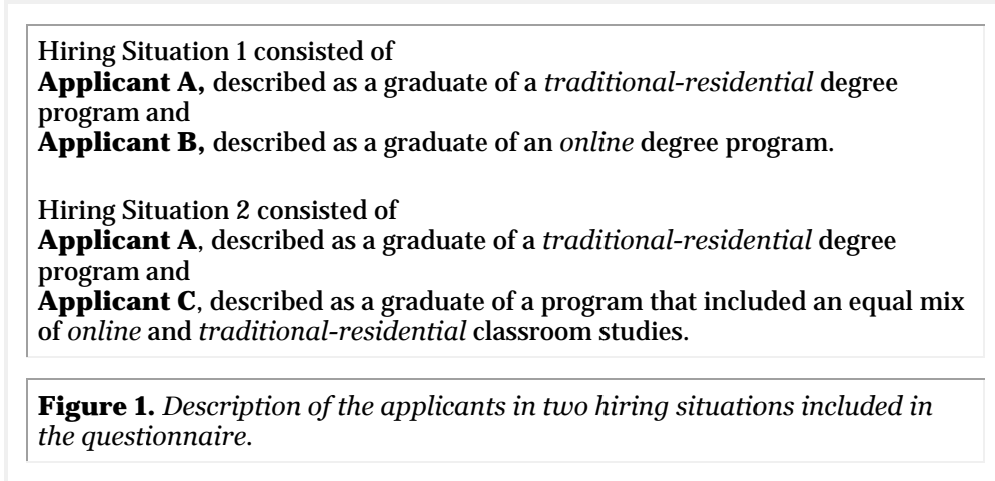 Hiring Situation 1 consisted of
Applicant A, described as a graduate of a traditional-residential degree
program and
Applicant B, described as a graduate of an online degree program.
Hiring Situation 2 consisted of
Applicant A, described as a graduate of a traditional-residential degree
program and
Applicant C, described as a graduate of a program that included an equal mix
of online and traditional-residential classroom studies.
Figure 1. Description of the applicants in two hiring situations included in
the questionnaire.